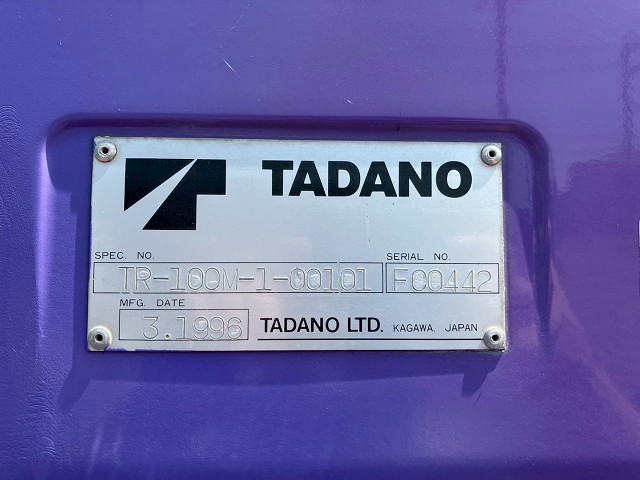 TADANO
SPEC. NO. SERIAL NO.
TR-100M-1-00101 FC0442
MFG. DATE
3.1996 TADANO LTD. KAGAWA, JAPAN